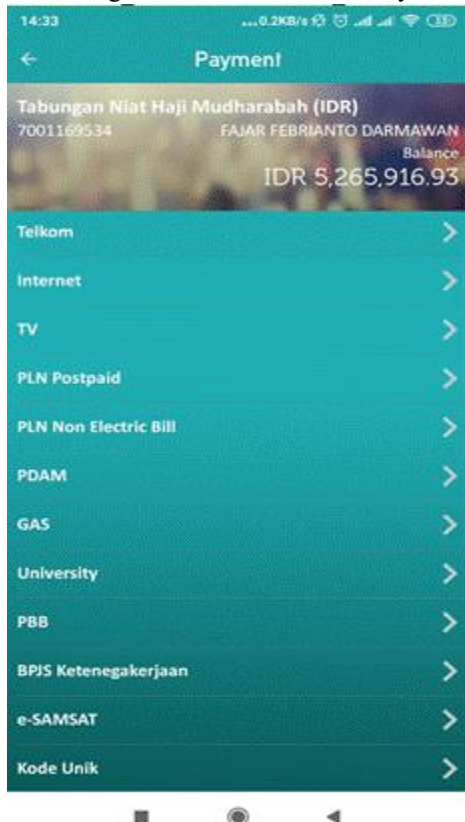 14:33
...0.2KB/s
Payment
Tabungan Niat Haji Mudharabah (IDR)
7001169534 FAJAR FEBRIANTO DARMAWAN
Balance
IDR 5,265,916.93
Telkom
Internet
TV
PLN Postpaid
PLN Non Electric Bill
PDAM
GAS
University
PBB
BPJS Ketenegakerjaan
e-SAMSAT
Kode Unik